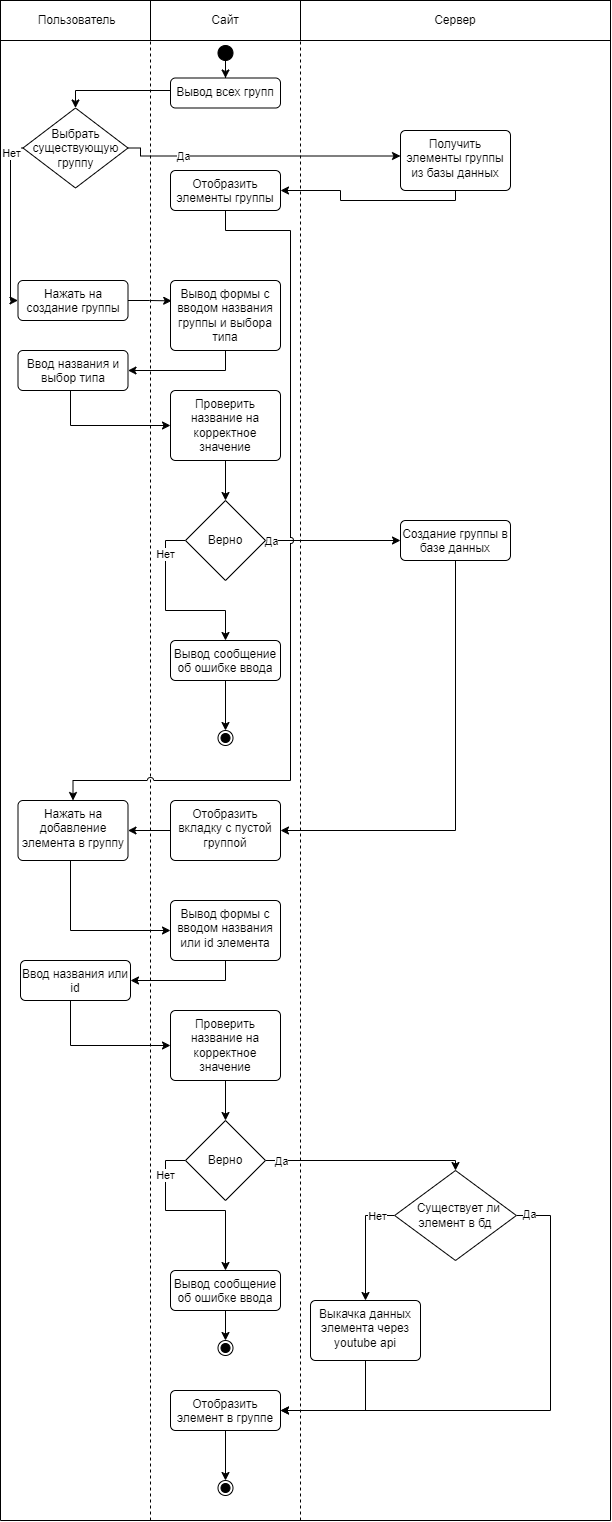 Пользователь
Сайт
Сервер
Вывод всех групп
Выбрать
существующую
группу
Нет
Да
Получить
элементы группы
из базы данных
Отобразить
элементы группы
Нажать на
создание группы
Вывод формы с
вводом названия
группы и выбора
типа
Ввод названия и
выбор типа
Проверить
название на
корректное
значение
Верно
Да
Нет
Создание группы в
базе данных
Вывод сообщение
об ошибке ввода
Нажать на
добавление
элемента в группу
Отобразить
вкладку с пустой
группой
Вывод формы с
вводом названия
или id элемента
Ввод названия или
id
Проверить
название на
корректное
значение
Верно
Да
Нет
Существует ли
элемент в бд
Нет
Да
Вывод сообщение
об ошибке ввода
Выкачка данных
элемента через
youtube api
Отобразить
элемент в группе